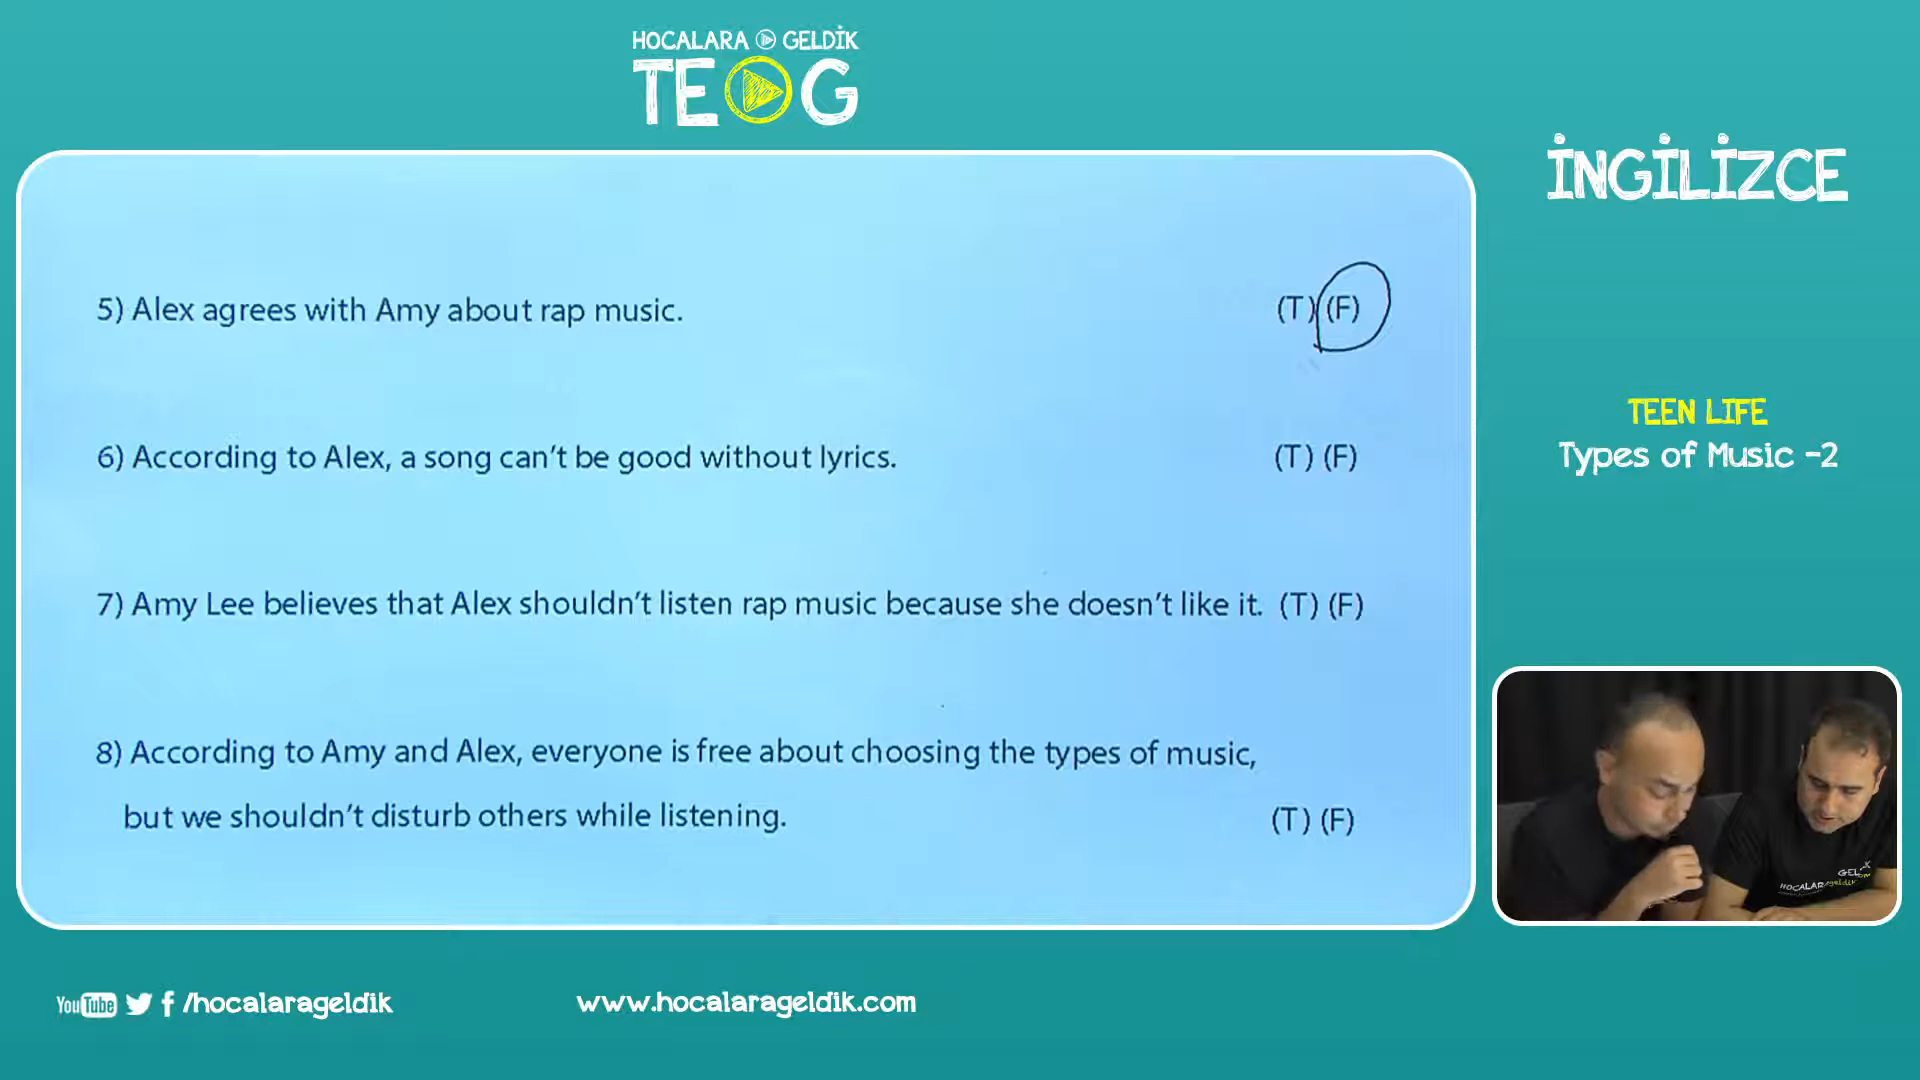 HOCALARA GELDİK
TEOG
İNGİLİZCE
5) Alex agrees with Amy about rap music. (T) (F)
6) According to Alex, a song can't be good without lyrics. (T) (F)
7) Amy Lee believes that Alex shouldn't listen rap music because she doesn't like it. (T) (F)
8) According to Amy and Alex, everyone is free about choosing the types of music,
but we shouldn't disturb others while listening. (T) (F)
TEEN LIFE
Types of Music -2
YouTube f /hocalarageldik
www.hocalarageldik.com